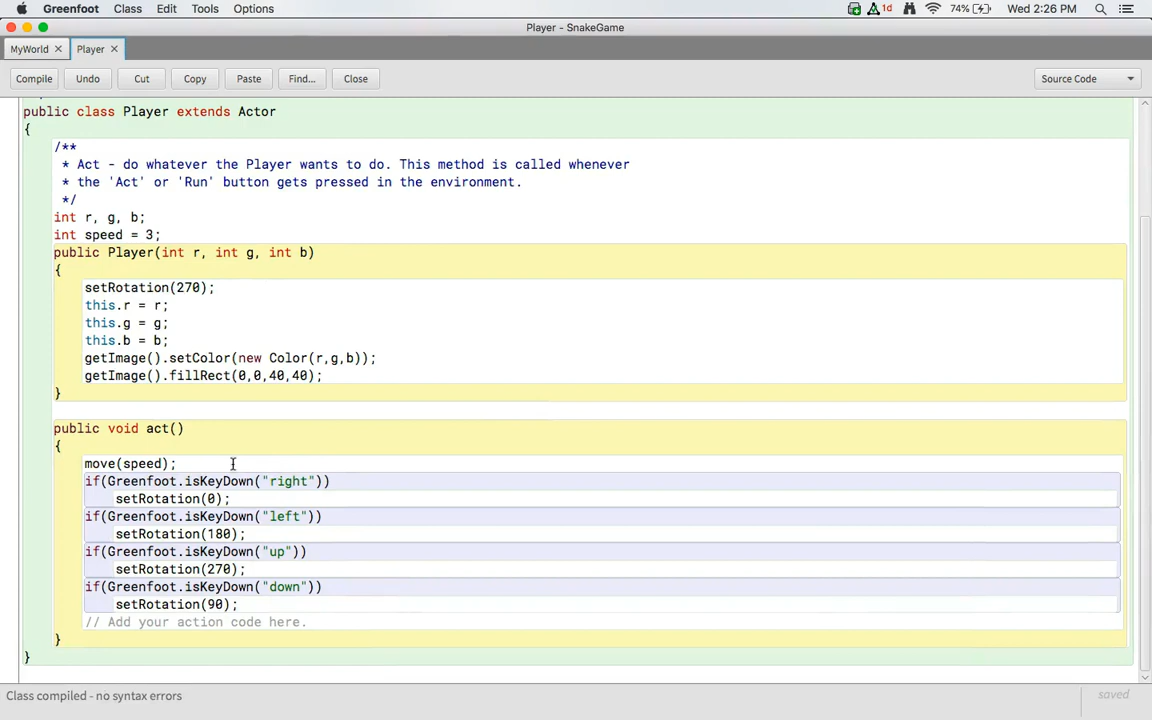 Greenfoot Class Edit Tools Options 1d 74% Wed 2:26 PM
Player - SnakeGame
MyWorld Player
Compile Undo Cut Copy Paste Find... Close Source Code
public class Player extends Actor
{
/**
* Act - do whatever the Player wants to do. This method is called whenever
* the 'Act' or 'Run' button gets pressed in the environment.
*/
int r, g, b;
int speed = 3;
public Player(int r, int g, int b)
{
setRotation(270);
this.r = r;
this.g = g;
this.b = b;
getImage().setColor(new Color(r,g,b));
getImage().fillRect(0,0,40,40);
}
public void act()
{
move(speed);
if(Greenfoot.isKeyDown("right"))
setRotation(0);
if(Greenfoot.isKeyDown("left"))
setRotation(180);
if(Greenfoot.isKeyDown("up"))
setRotation(270);
if(Greenfoot.isKeyDown("down"))
setRotation(90);
// Add your action code here.
}
}
Class compiled - no syntax errors saved